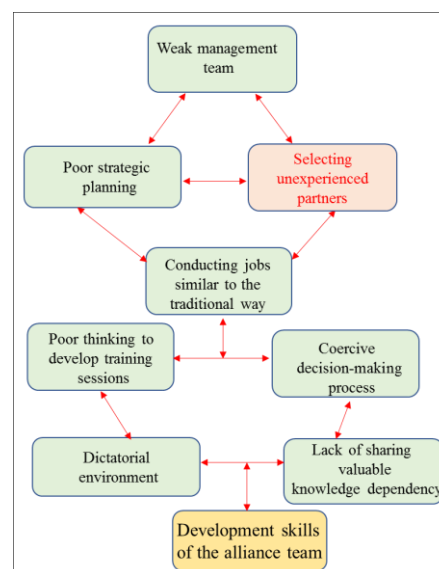 Weak management
team
Poor strategic
planning
Selecting
unexperienced
partners
Conducting jobs
similar to the
traditional way
Poor thinking to
develop training
sessions
Coercive
decision-making
process
Dictatorial
environment
Lack of sharing
valuable
knowledge dependency
Development skills
of the alliance team